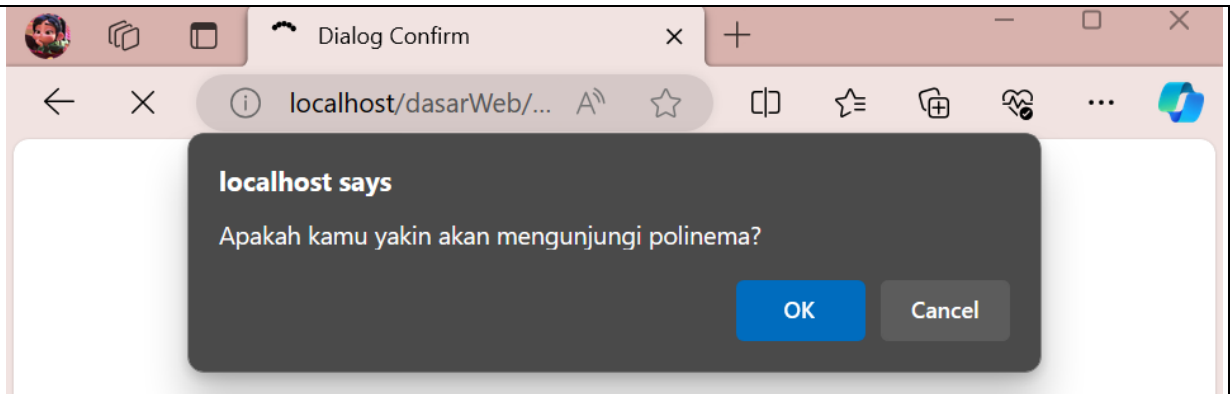 Dialog Confirm
localhost/dasarWeb/...
localhost says
Apakah kamu yakin akan mengunjungi polinema?
OK Cancel